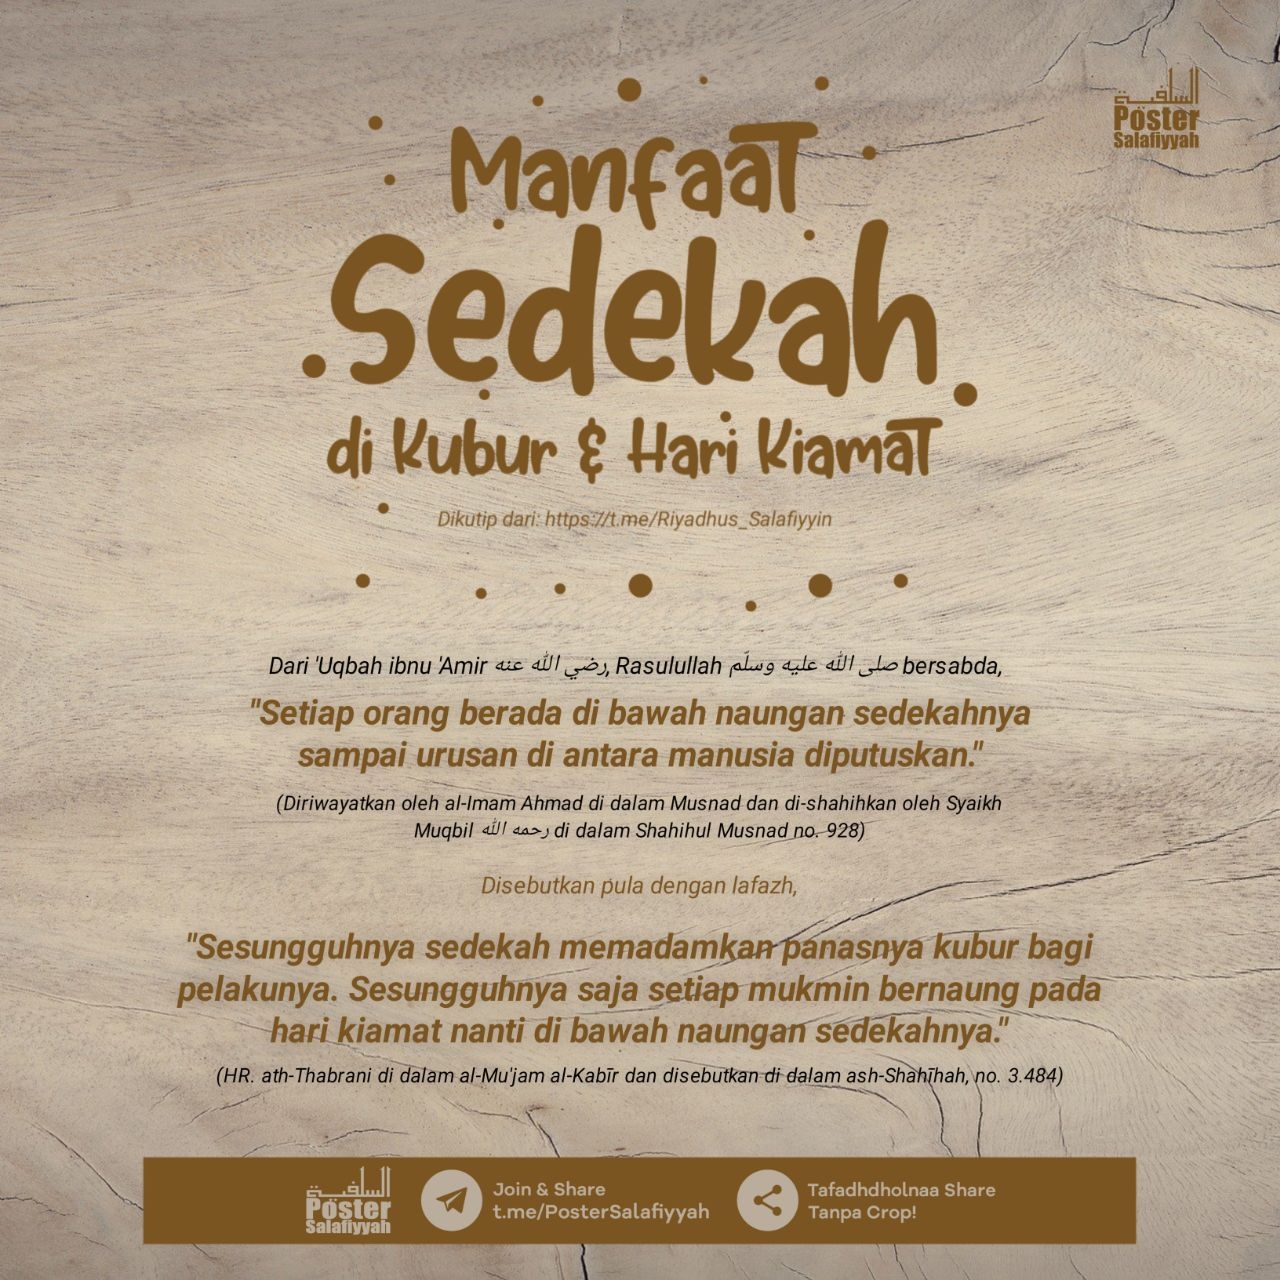 السلفية
Poster
Salafiyyah
Manfaat
Sedekah
di Kubur & Hari Kiamat
Dikutip dari: https://t.me/Riyadhus_Salafiyyin
Dari 'Uqbah ibnu 'Amir رضي الله عنه, Rasulullah صلى الله عليه وسلّم bersabda,
"Setiap orang berada di bawah naungan sedekahnya
sampai urusan di antara manusia diputuskan."
(Diriwayatkan oleh al-Imam Ahmad di dalam Musnad dan di-shahihkan oleh Syaikh
Muqbil رحمه الله di dalam Shahihul Musnad no. 928)
Disebutkan pula dengan lafazh,
"Sesungguhnya sedekah memadamkan panasnya kubur bagi
pelakunya. Sesungguhnya saja setiap mukmin bernaung pada
hari kiamat nanti di bawah naungan sedekahnya."
(HR. ath-Thabrani di dalam al-Mu'jam al-Kabīr dan disebutkan di dalam ash-Shahīhah, no. 3.484)
السلفية
Poster
Salafiyyah
Join & Share
t.me/PosterSalafiyyah
Tafadhdholnaa Share
Tanpa Crop!